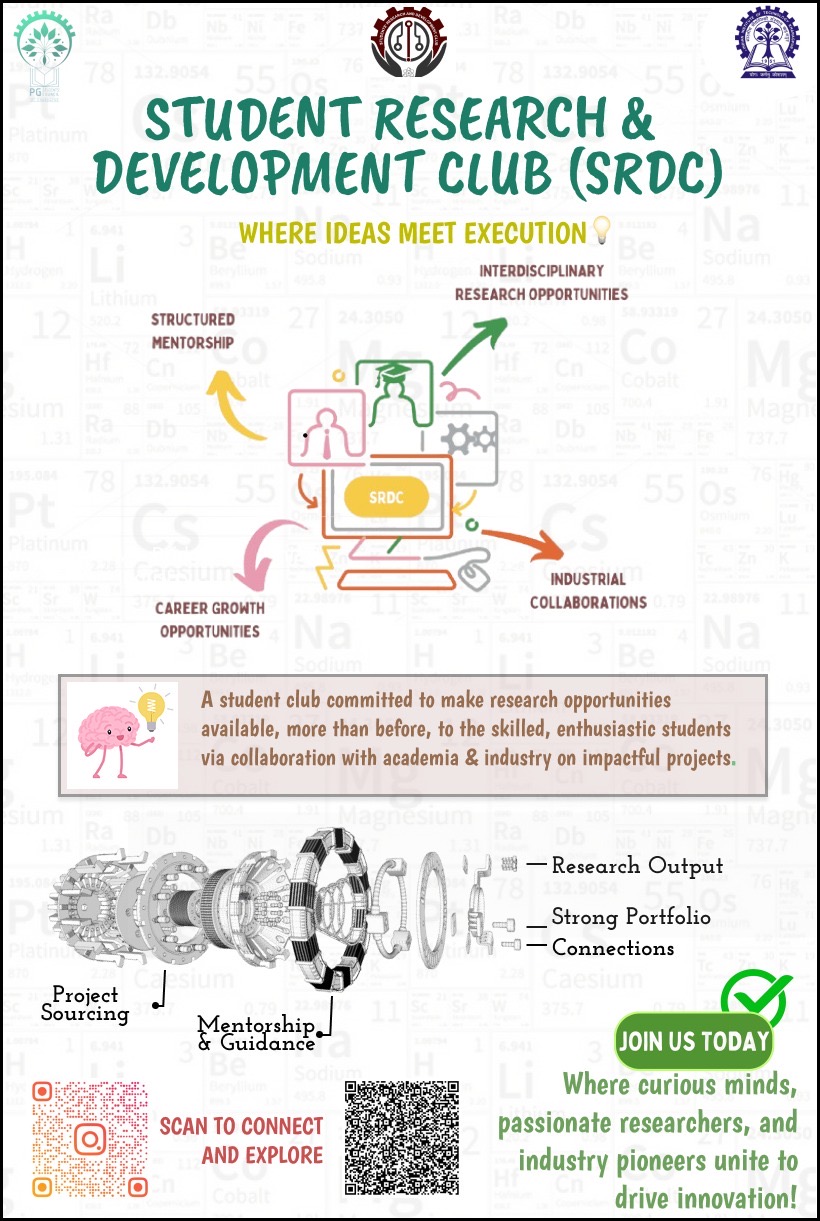 STUDENT RESEARCH &
DEVELOPMENT CLUB (SRDC)
WHERE IDEAS MEET EXECUTION
INTERDISCIPLINARY
RESEARCH OPPORTUNITIES
STRUCTURED
MENTORSHIP
SRDC
CAREER GROWTH
OPPORTUNITIES
INDUSTRIAL
COLLABORATIONS
A student club committed to make research opportunities
available, more than before, to the skilled, enthusiastic students
via collaboration with academia & industry on impactful projects.
Research Output
Strong Portfolio
Connections
Project
Sourcing
Mentorship
& Guidance
JOIN US TODAY
Where curious minds,
passionate researchers, and
industry pioneers unite to
drive innovation!
SCAN TO CONNECT
AND EXPLORE